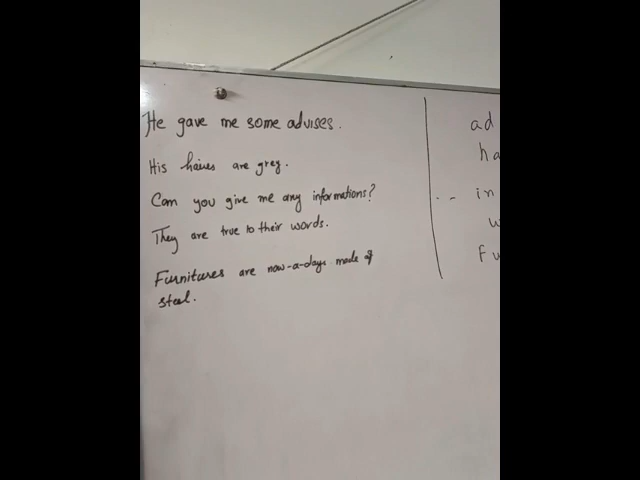 He gave me some advises.
His haires are grey.
Can you give me any informations?
They are true to their words.
Furnitures are now-a-days made of
steel.
ad
ha
in
w
Fu